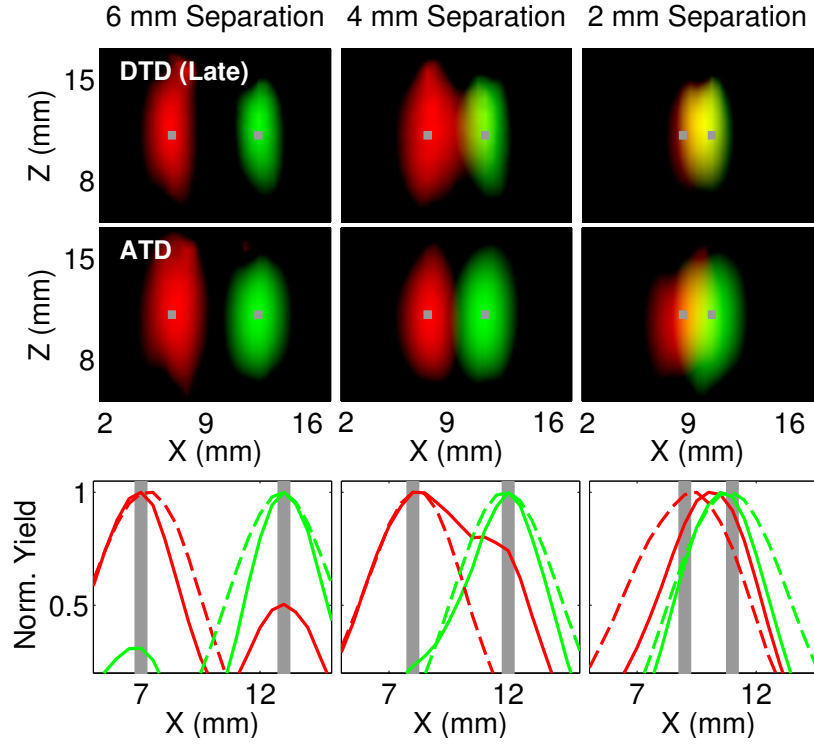 6 mm Separation 4 mm Separation 2 mm Separation
DTD (Late)
15
Z (mm)
8
ATD
15
Z (mm)
8
2 9 16 2 9 16 2 9 16
X (mm) X (mm) X (mm)
1
Norm. Yield
0.5
7 12 7 12 7 12
X (mm) X (mm) X (mm)